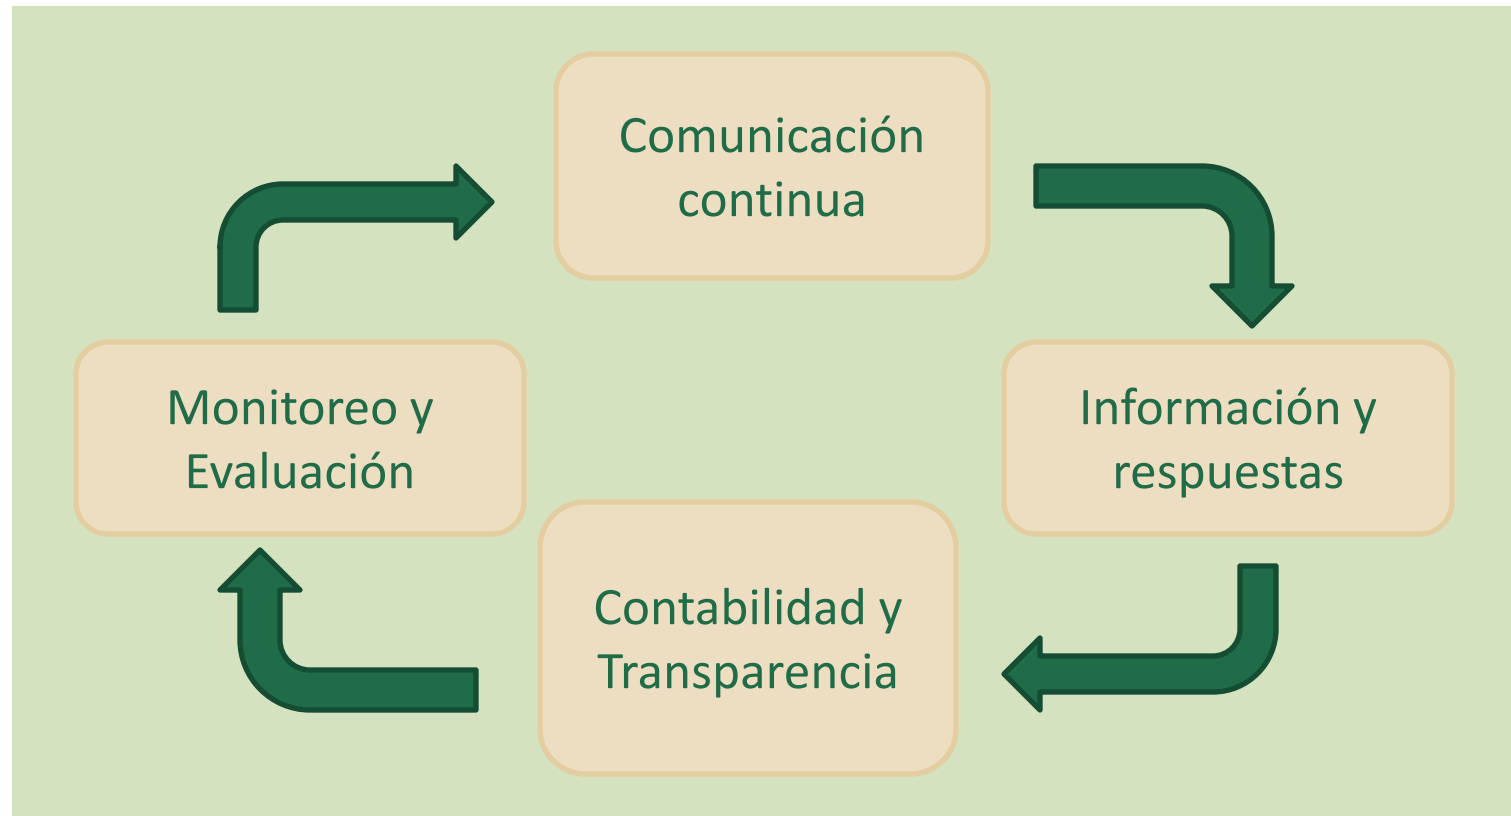 Comunicación
continua
Monitoreo y
Evaluación
Información y
respuestas
Contabilidad y
Transparencia